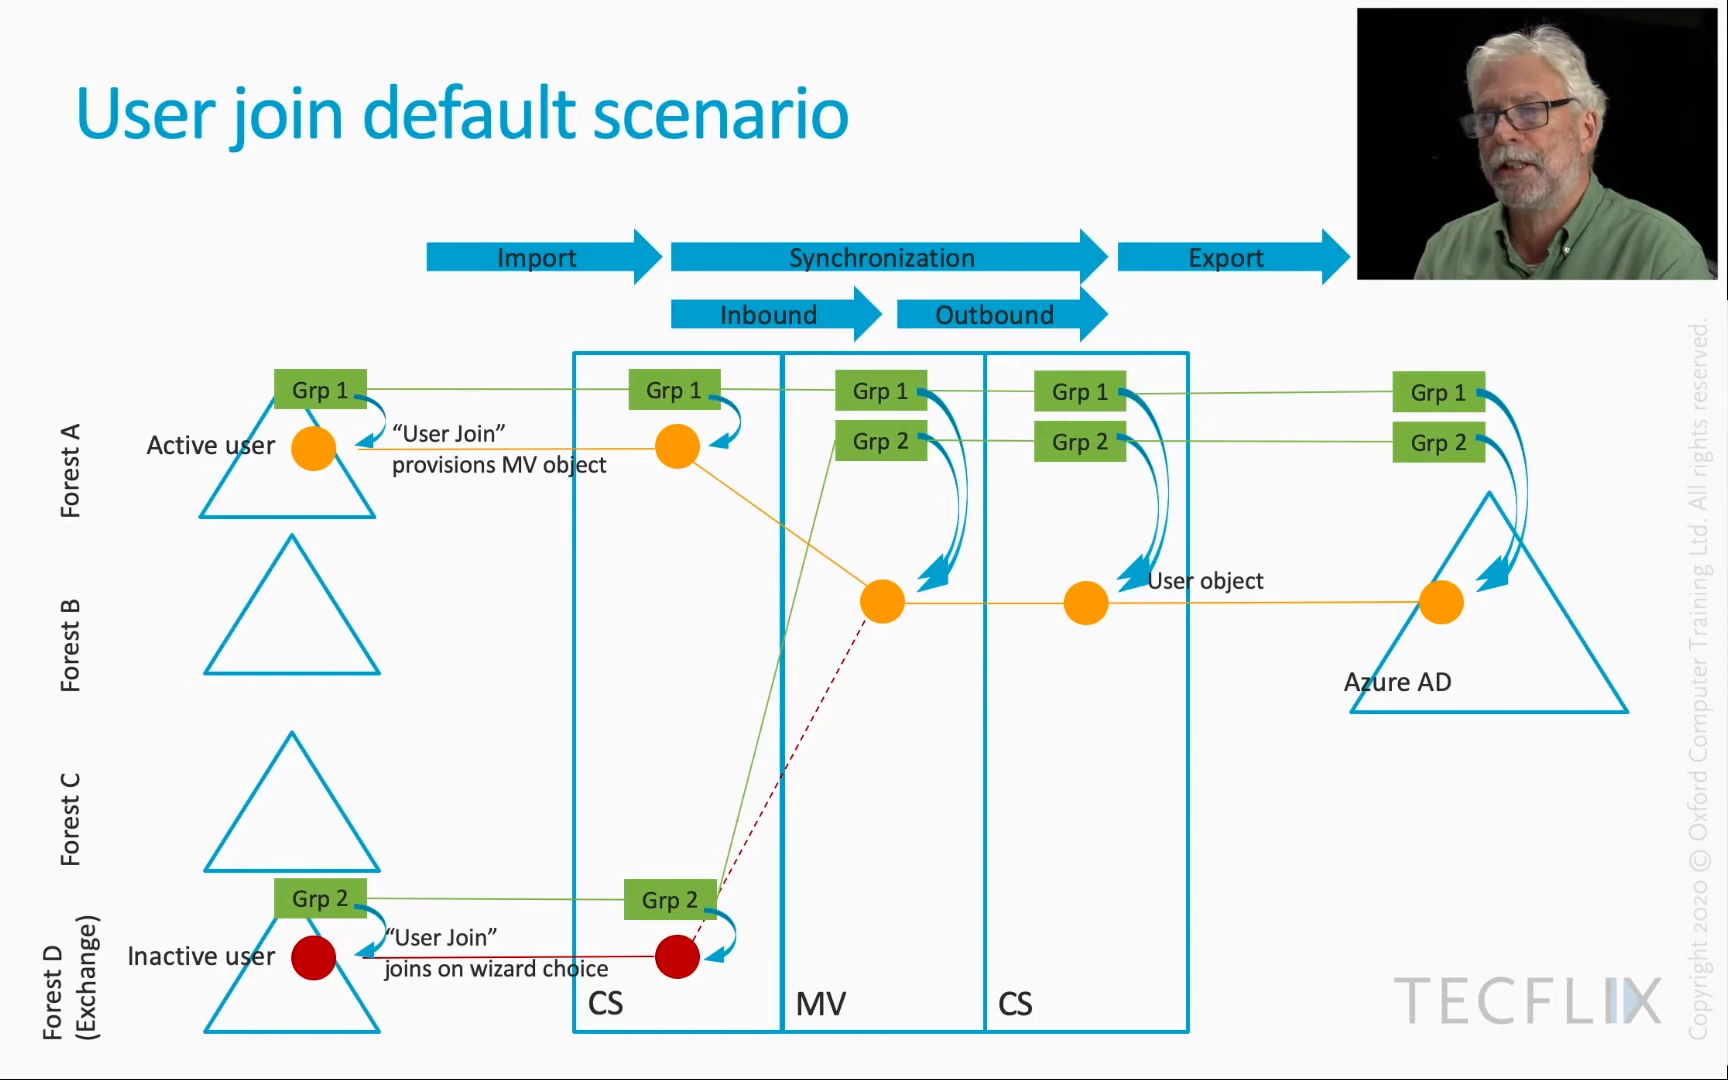 User join default scenario
Import
Synchronization
Export
Inbound
Outbound
Forest A
Grp 1
Active user
"User Join"
provisions MV object
Grp 1
Grp 1
Grp 2
Grp 1
Grp 2
Grp 1
Grp 2
Forest B
User object
Azure AD
Forest C
Forest D
(Exchange)
Grp 2
Inactive user
"User Join"
joins on wizard choice
Grp 2
CS
MV
CS
TECFLIX
Copyright 2020 © Oxford Computer Training Ltd. All rights reserved.